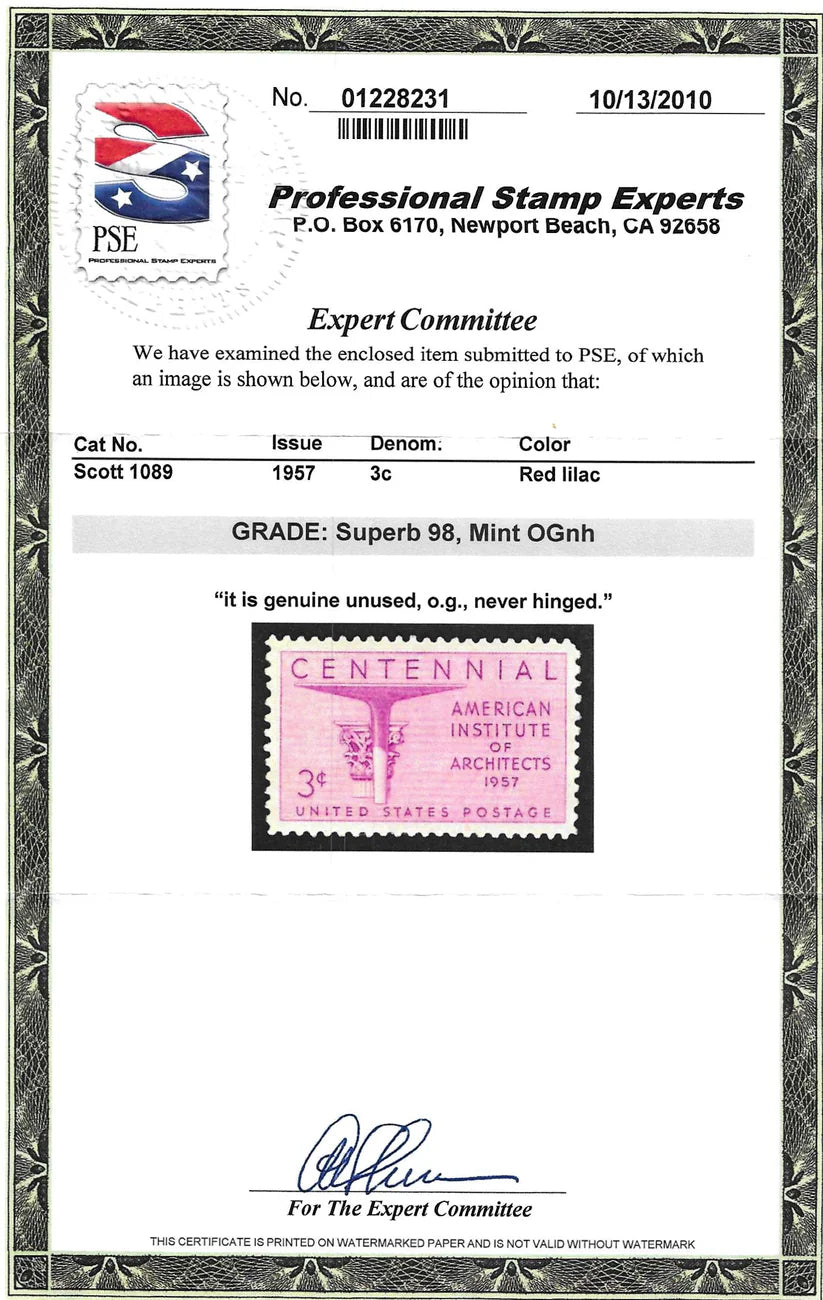 No. 01228231 10/13/2010
PSE
PROFESSIONAL STAMP EXPERTS
Professional Stamp Experts
P.O. Box 6170, Newport Beach, CA 92658
Expert Committee
We have examined the enclosed item submitted to PSE, of which
an image is shown below, and are of the opinion that:
Cat No. Issue Denom: Color
Scott 1089 1957 3c Red lilac
GRADE: Superb 98, Mint OGnh
“it is genuine unused, o.g., never hinged.”
CENTENNIAL
AMERICAN
INSTITUTE
OF
ARCHITECTS
1957
3¢
UNITED STATES POSTAGE
For The Expert Committee
THIS CERTIFICATE IS PRINTED ON WATERMARKED PAPER AND IS NOT VALID WITHOUT WATERMARK